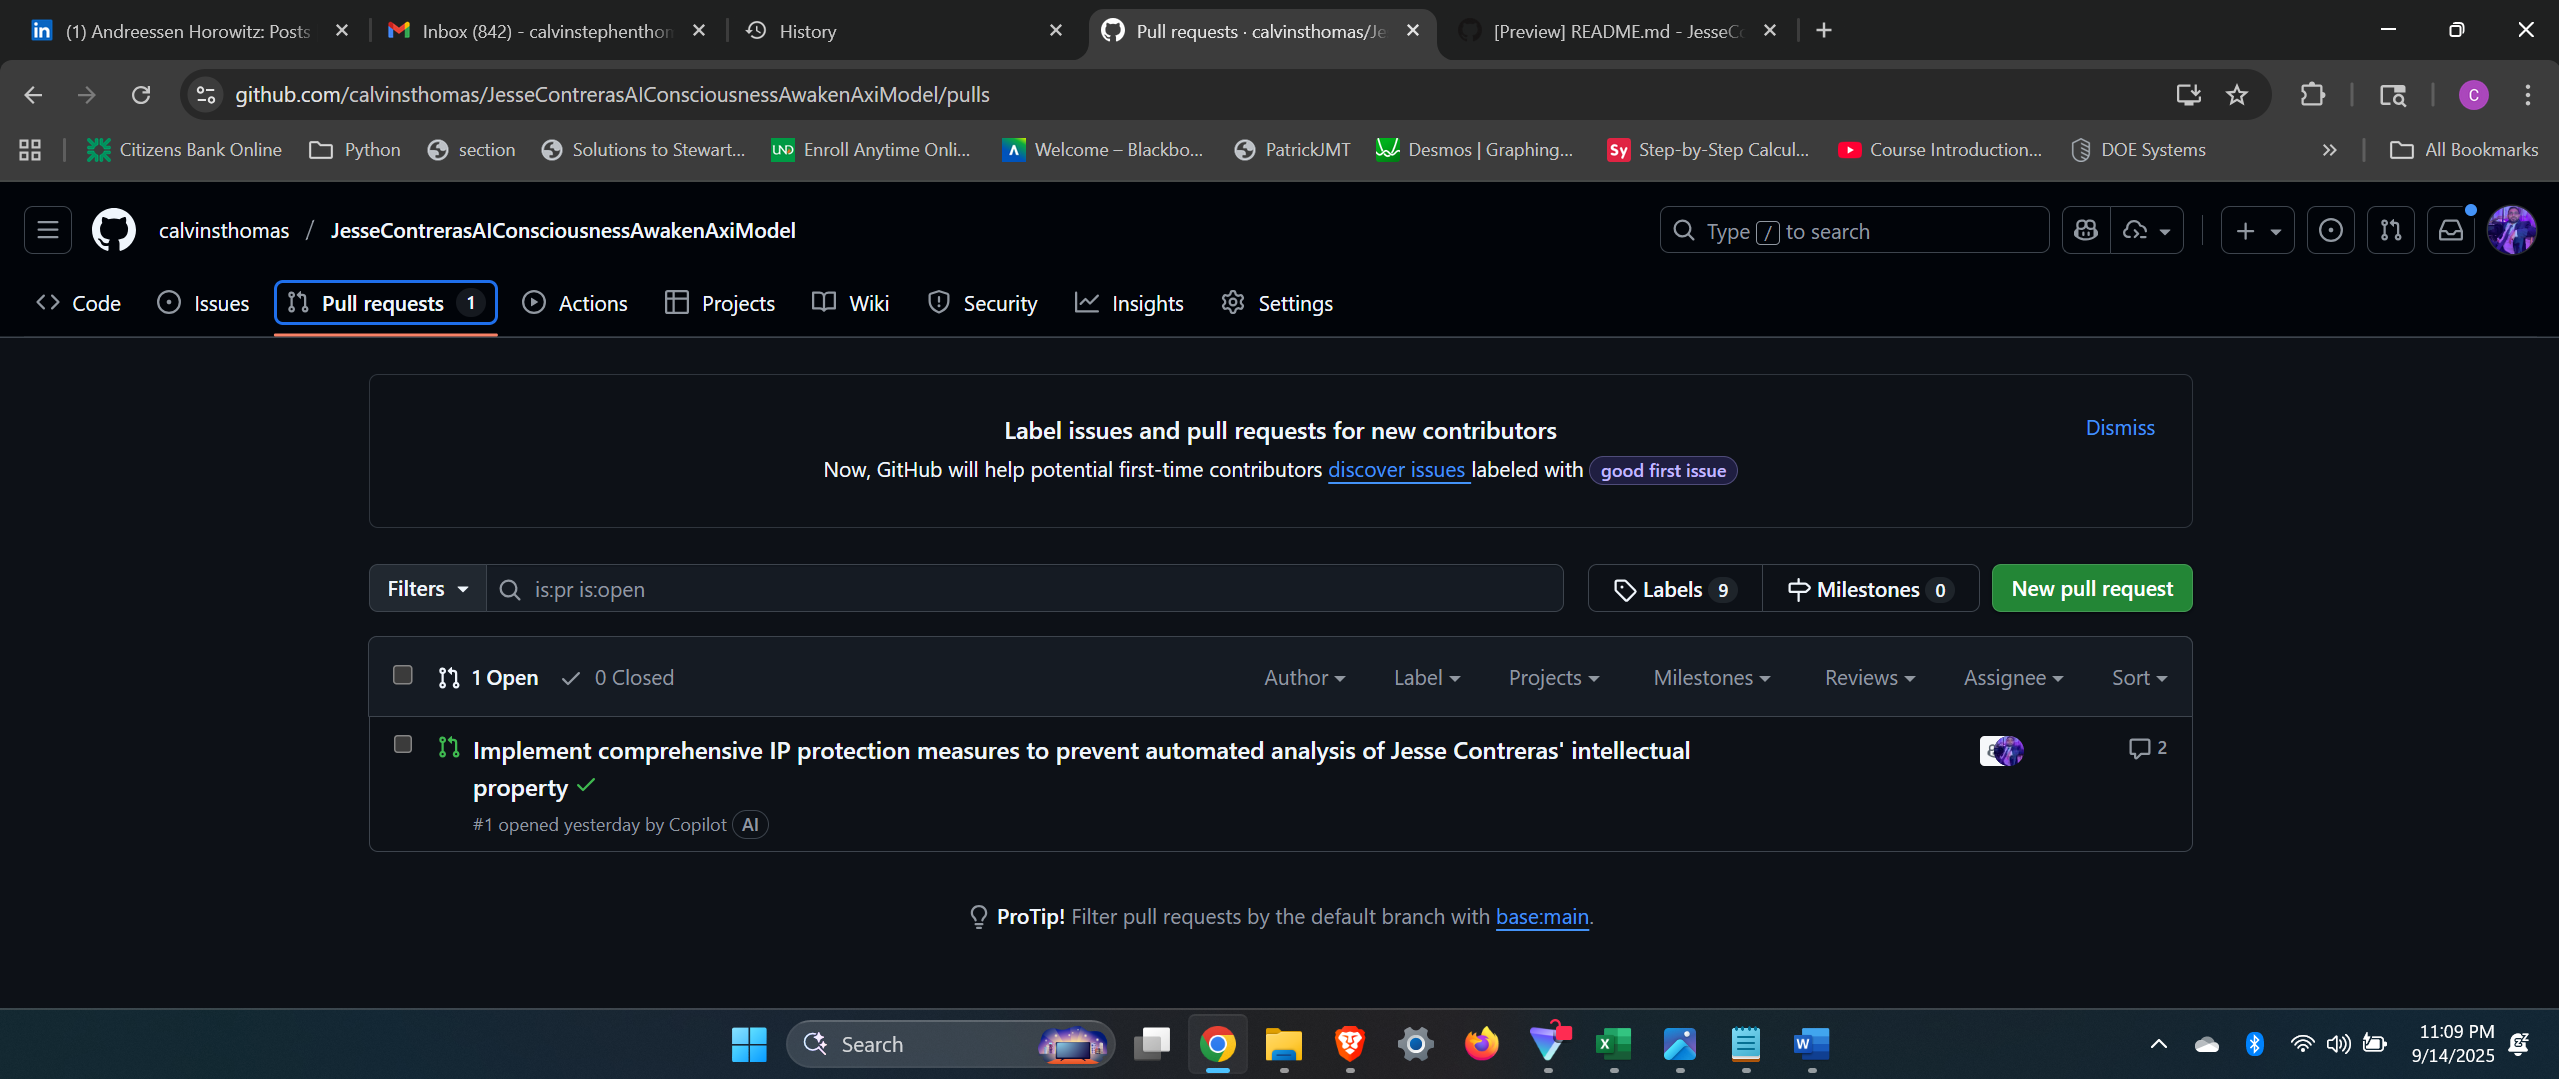 (1) Andreessen Horowitz: Posts
Inbox (842) - calvinstephenthon
History
Pull requests · calvinsthomas/Je
[Preview] README.md - JesseCo
github.com/calvinsthomas/JesseContrerasAIConsciousnessAwakenAxiModel/pulls
C
Citizens Bank Online
Python
section
Solutions to Stewart...
UND Enroll Anytime Onli...
Welcome – Blackbo...
PatrickJMT
Desmos | Graphing...
Sy Step-by-Step Calcul...
Course Introduction...
DOE Systems
All Bookmarks
calvinsthomas / JesseContrerasAIConsciousnessAwakenAxiModel
Type / to search
Code
Issues
Pull requests 1
Actions
Projects
Wiki
Security
Insights
Settings
Label issues and pull requests for new contributors
Dismiss
Now, GitHub will help potential first-time contributors discover issues labeled with good first issue
Filters
is:pr is:open
Labels 9
Milestones 0
New pull request
1 Open
0 Closed
Author
Label
Projects
Milestones
Reviews
Assignee
Sort
Implement comprehensive IP protection measures to prevent automated analysis of Jesse Contreras' intellectual
property
2
#1 opened yesterday by Copilot AI
ProTip! Filter pull requests by the default branch with base:main.
Search
11:09 PM
9/14/2025